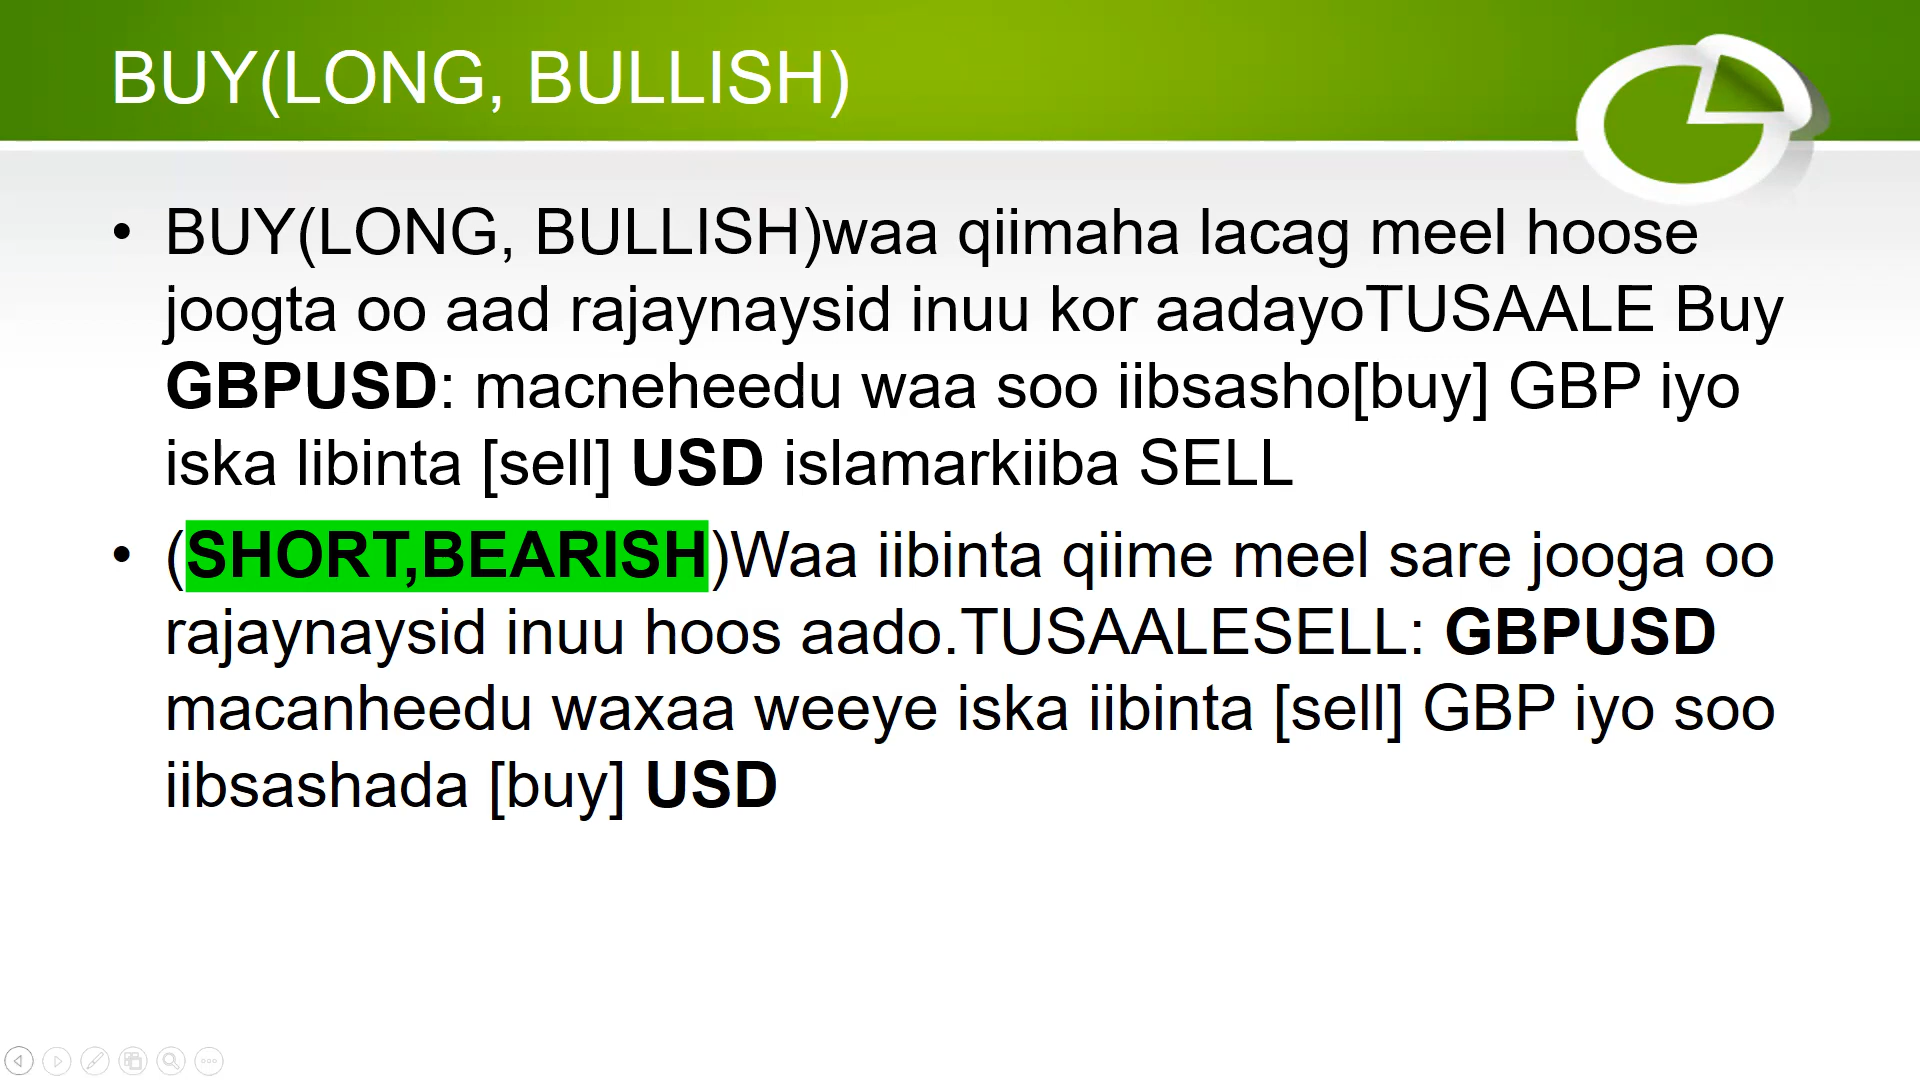 BUY(LONG, BULLISH)
• BUY(LONG, BULLISH)waa qiimaha lacag meel hoose
joogta oo aad rajaynaysid inuu kor aadayoTUSAALE Buy
GBPUSD: macneheedu waa soo iibsasho[buy] GBP iyo
iska libinta [sell] USD islamarkiiba SELL
• (SHORT,BEARISH)Waa iibinta qiime meel sare jooga oo
rajaynaysid inuu hoos aado.TUSAALESELL: GBPUSD
macanheedu waxaa weeye iska iibinta [sell] GBP iyo soo
iibsashada [buy] USD